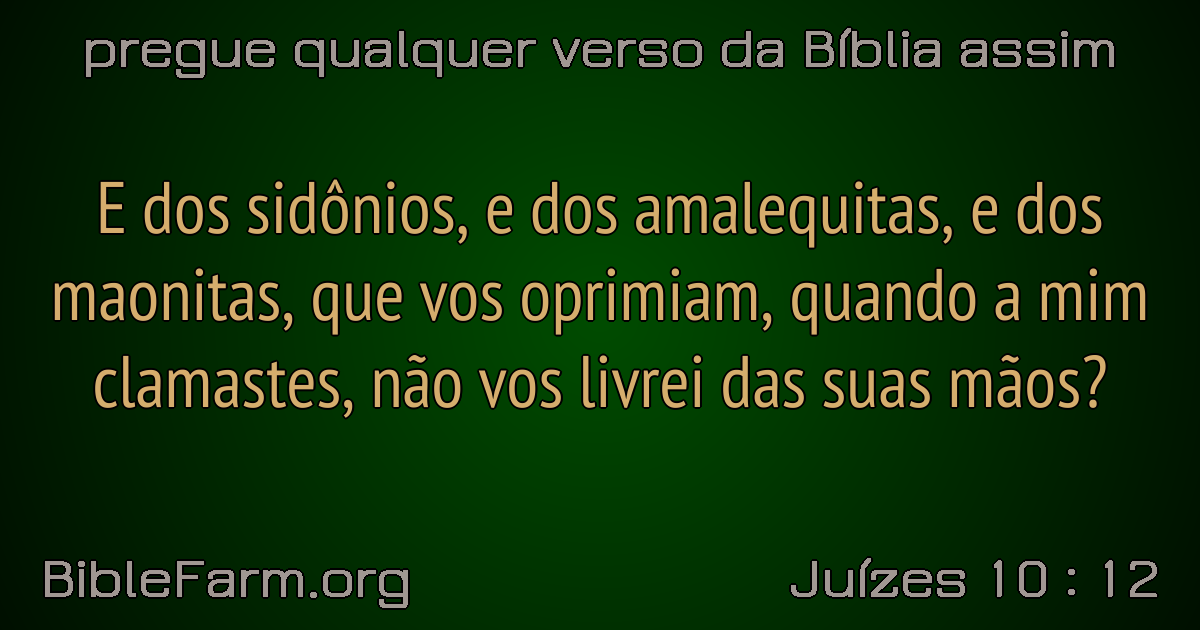 pregue qualquer verso da Bíblia assim
E dos sidônios, e dos amalequitas, e dos
maonitas, que vos oprimiam, quando a mim
clamastes, não vos livrei das suas mãos?
BibleFarm.org
Juízes 10 : 12